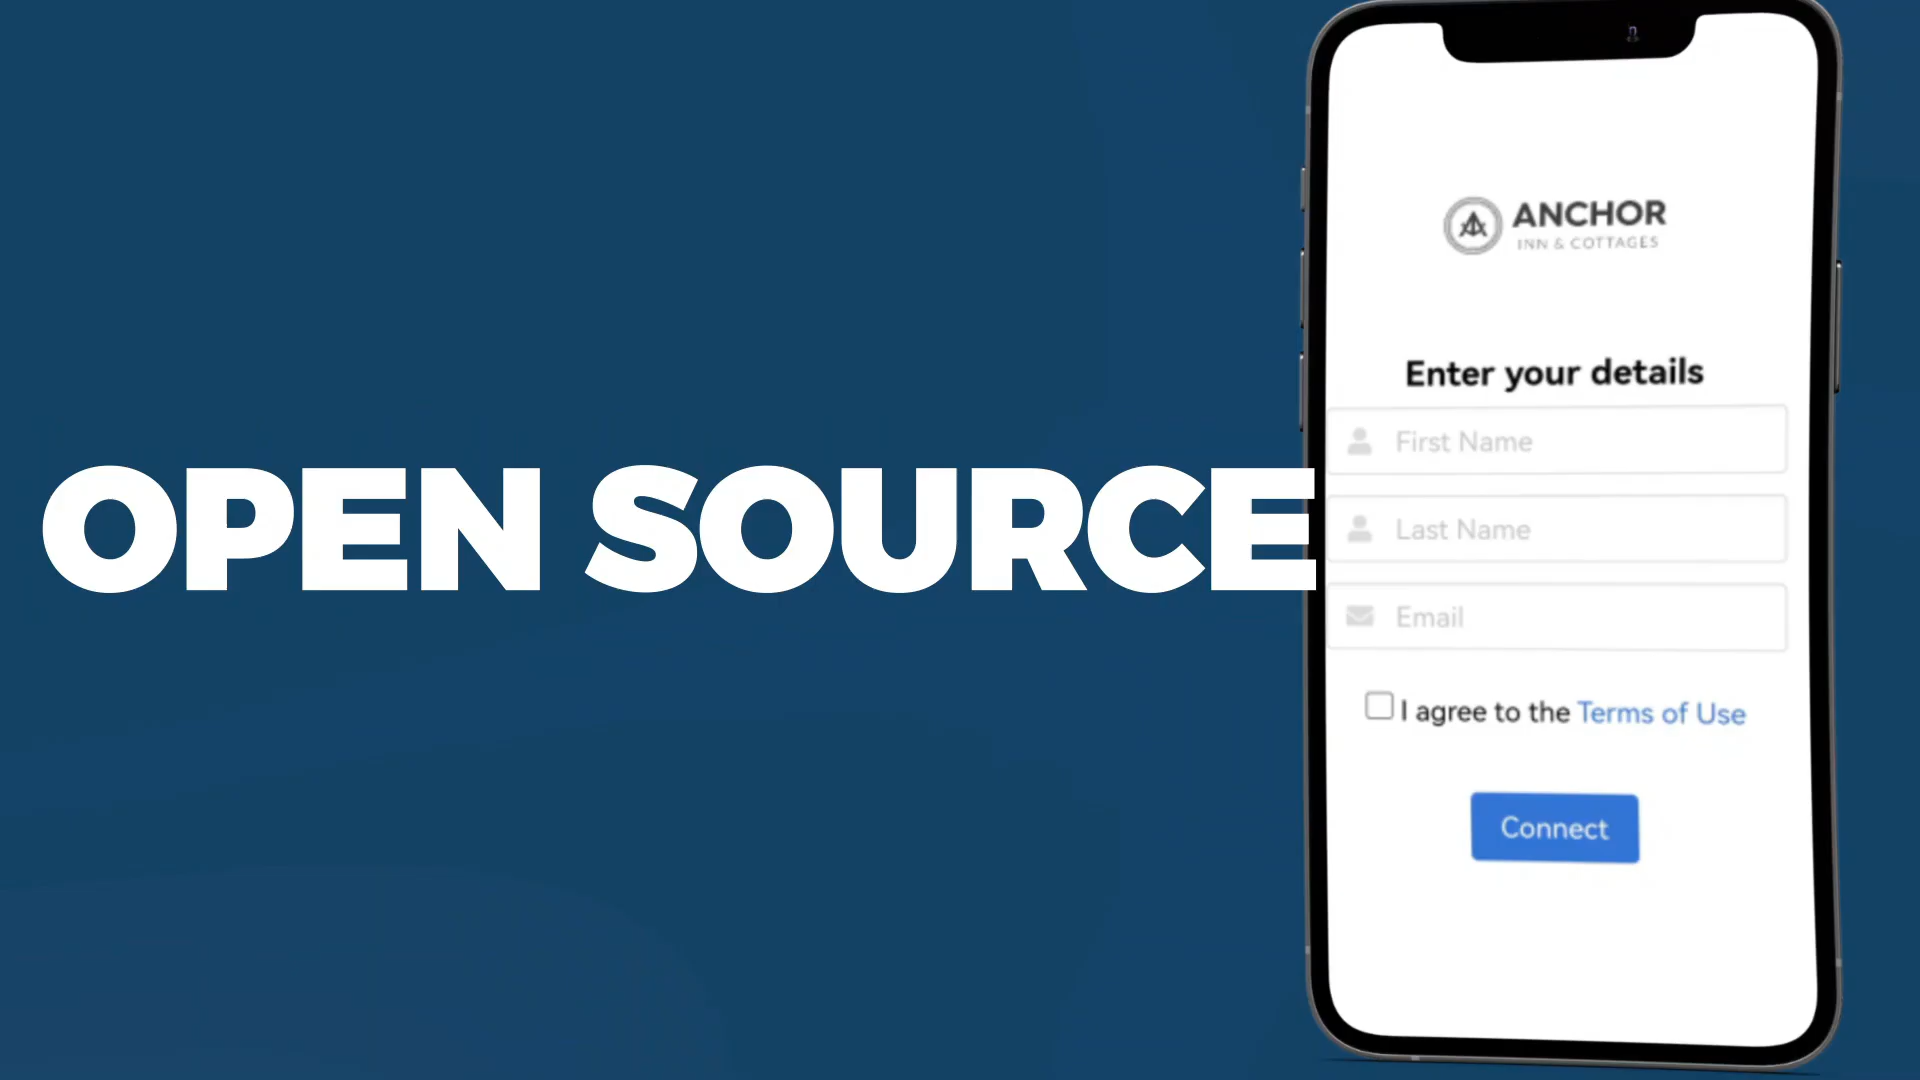 OPEN SOURCE
ANCHOR
INN & COTTAGES
Enter your details
First Name
Last Name
Email
I agree to the Terms of Use
Connect